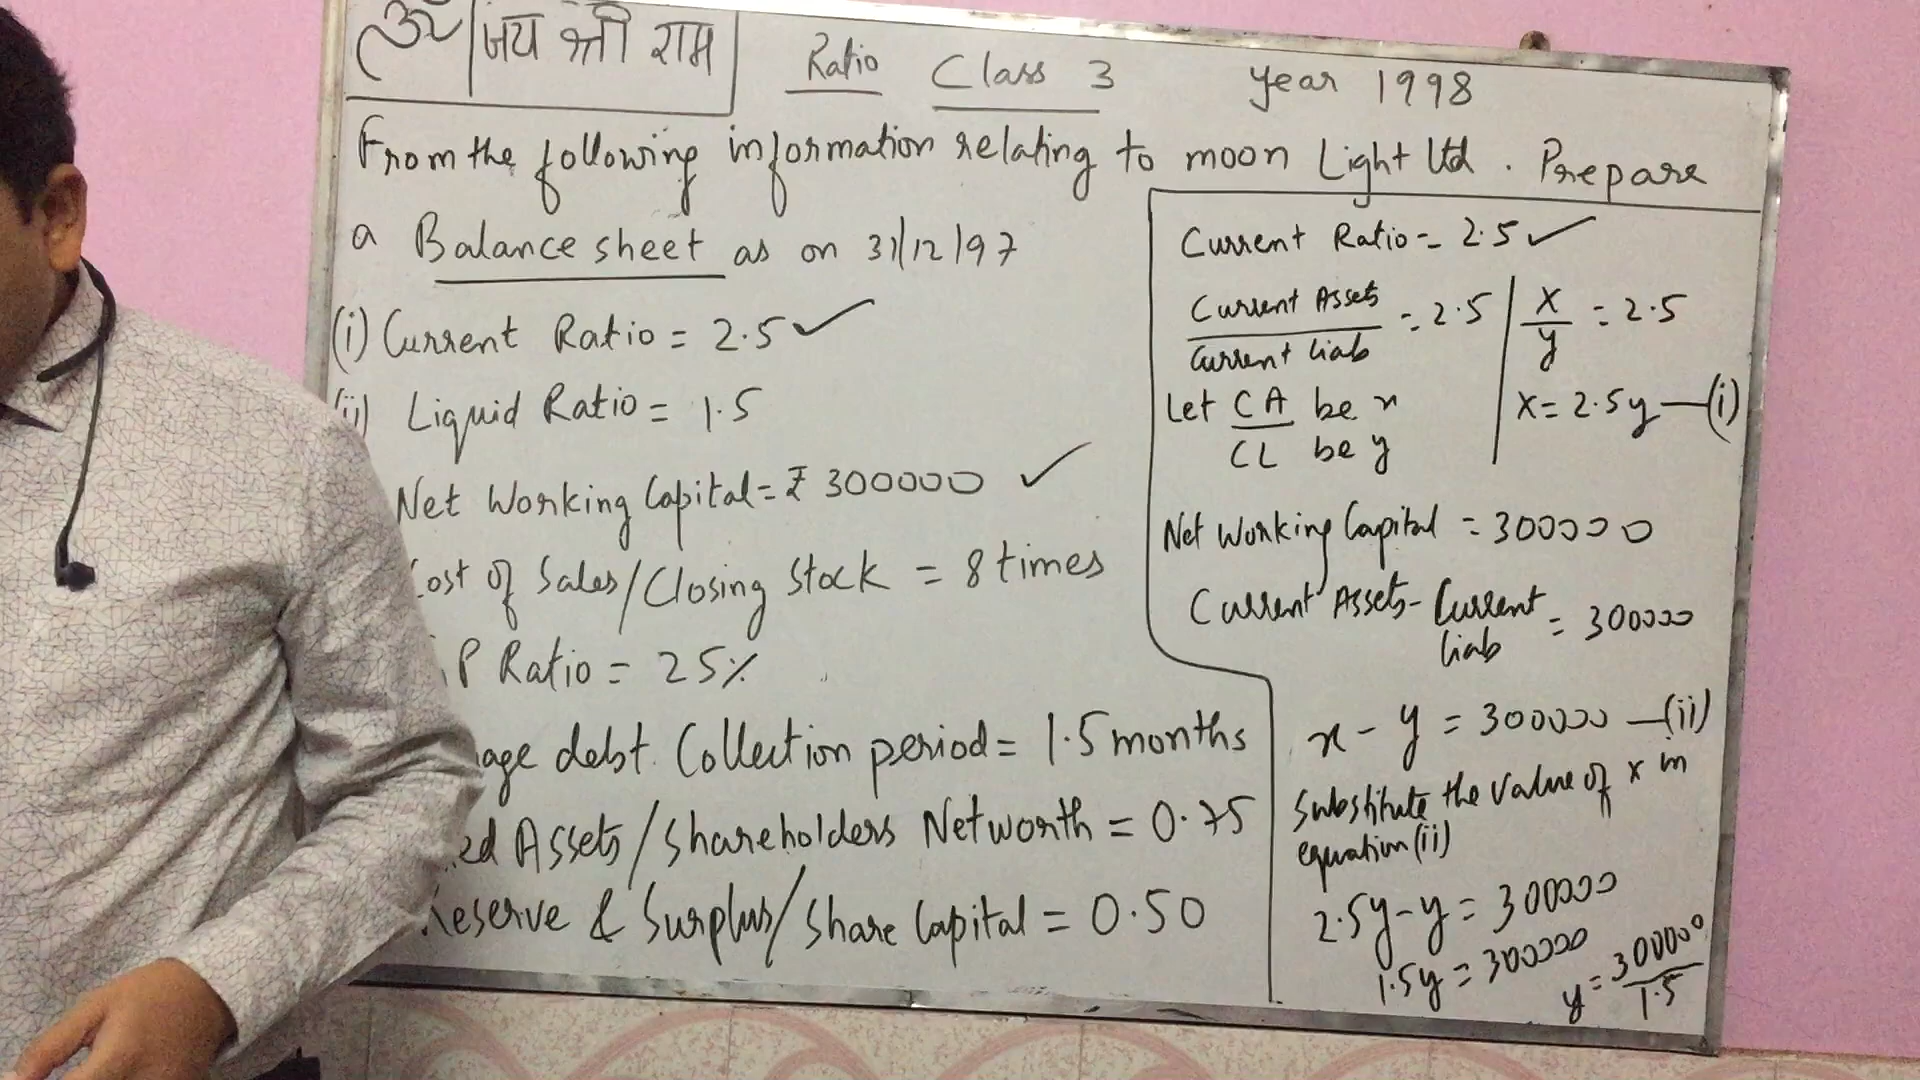 ॐ जय श्री राम
Ratio Class 3 year 1998
From the following information relating to moon Light Ltd. Prepare
a Balance sheet as on 31/12/97
(i) Current Ratio = 2.5 ✓
(ii) Liquid Ratio = 1.5
Net Working Capital = ₹ 300000 ✓
Cost of Sales/Closing Stock = 8 times
P Ratio = 25%
age debt Collection period = 1.5 months
ed Assets/Shareholders Networth = 0.75
Reserve & Surplus/Share Capital = 0.50
Current Ratio = 2.5 ✓
Current Assets / Current Liab = 2.5
Let CA be x
CL be y
x / y = 2.5
x = 2.5y —(i)
Net Working Capital = 300000
Current Assets - Current Liab = 300000
x - y = 300000 —(ii)
Substitute the value of x in
equation (ii)
2.5y - y = 300000
1.5y = 300000
y = 300000 / 1.5